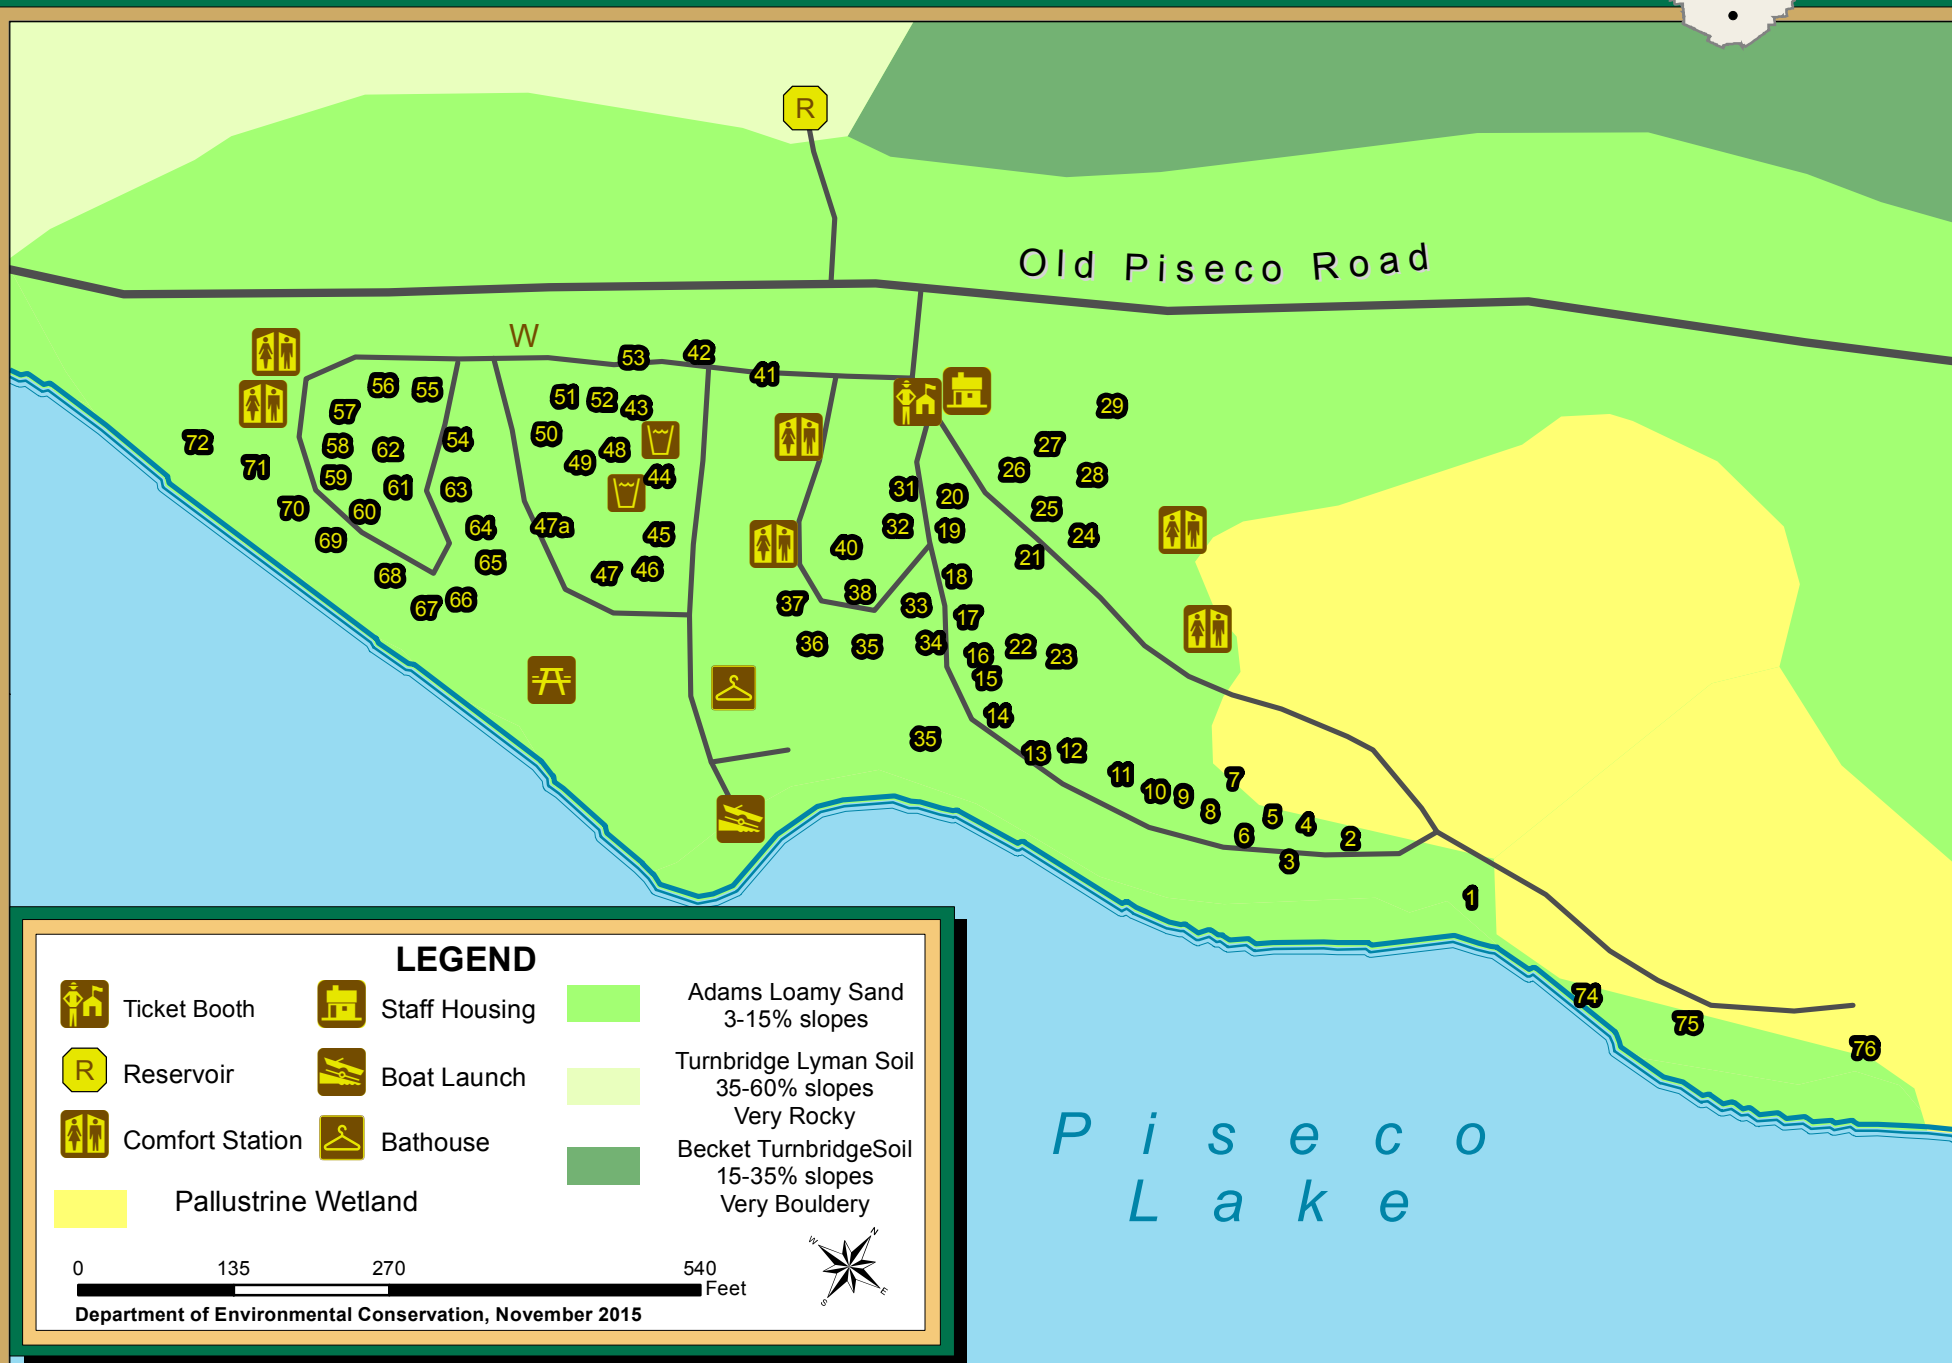 R
Old Piseco Road
W
53
42
41
56
55
57
51
52
43
29
72
58
62
54
50
48
27
71
59
49
44
26
28
61
63
31
20
70
60
25
69
64
47a
45
32
19
24
65
40
21
68
47
46
18
67
66
37
38
33
17
36
35
34
16
22
23
15
14
35
13
12
11
10
9
7
8
5
4
6
2
3
1
74
75
76
Piseco
Lake
LEGEND
Ticket Booth
Staff Housing
Adams Loamy Sand
3-15% slopes
R
Reservoir
Boat Launch
Turnbridge Lyman Soil
35-60% slopes
Very Rocky
Comfort Station
Bathouse
Becket TurnbridgeSoil
15-35% slopes
Very Bouldery
Pallustrine Wetland
0 135 270 540
Feet
N
W
E
S
Department of Environmental Conservation, November 2015